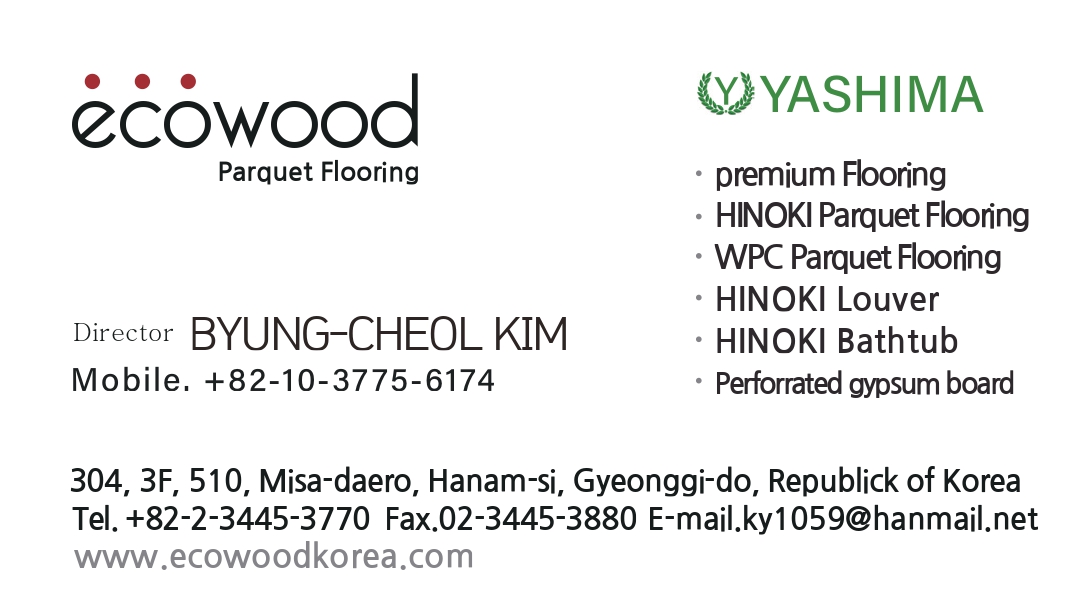 ecowood
Parquet Flooring
Y YASHIMA
· premium Flooring
· HINOKI Parquet Flooring
· WPC Parquet Flooring
· HINOKI Louver
· HINOKI Bathtub
· Perforrated gypsum board
Director BYUNG-CHEOL KIM
Mobile. +82-10-3775-6174
304, 3F, 510, Misa-daero, Hanam-si, Gyeonggi-do, Republick of Korea
Tel. +82-2-3445-3770 Fax.02-3445-3880 E-mail.ky1059@hanmail.net
www.ecowoodkorea.com